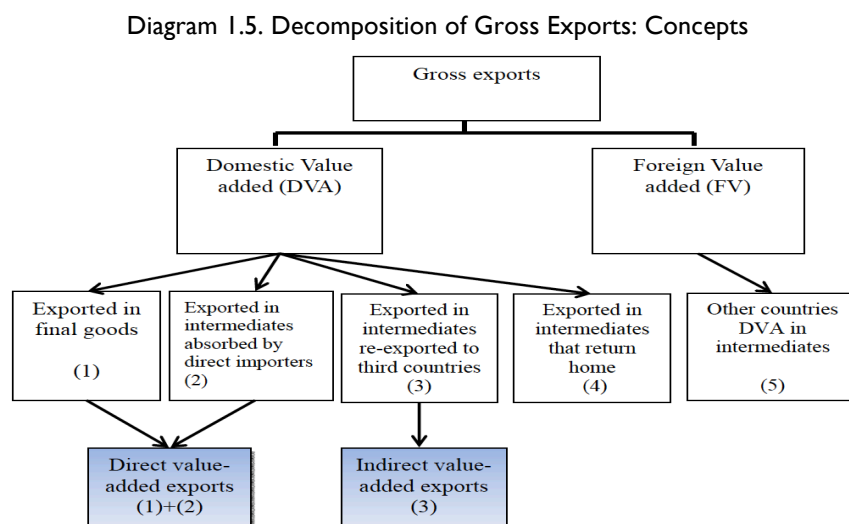 Diagram 1.5. Decomposition of Gross Exports: Concepts
Gross exports
Domestic Value
added (DVA)
Foreign Value
added (FV)
Exported in
final goods
(1)
Exported in
intermediates
absorbed by
direct importers
(2)
Exported in
intermediates
re-exported to
third countries
(3)
Exported in
intermediates
that return
home
(4)
Other countries
DVA in
intermediates
(5)
Direct value-
added exports
(1)+(2)
Indirect value-
added exports
(3)